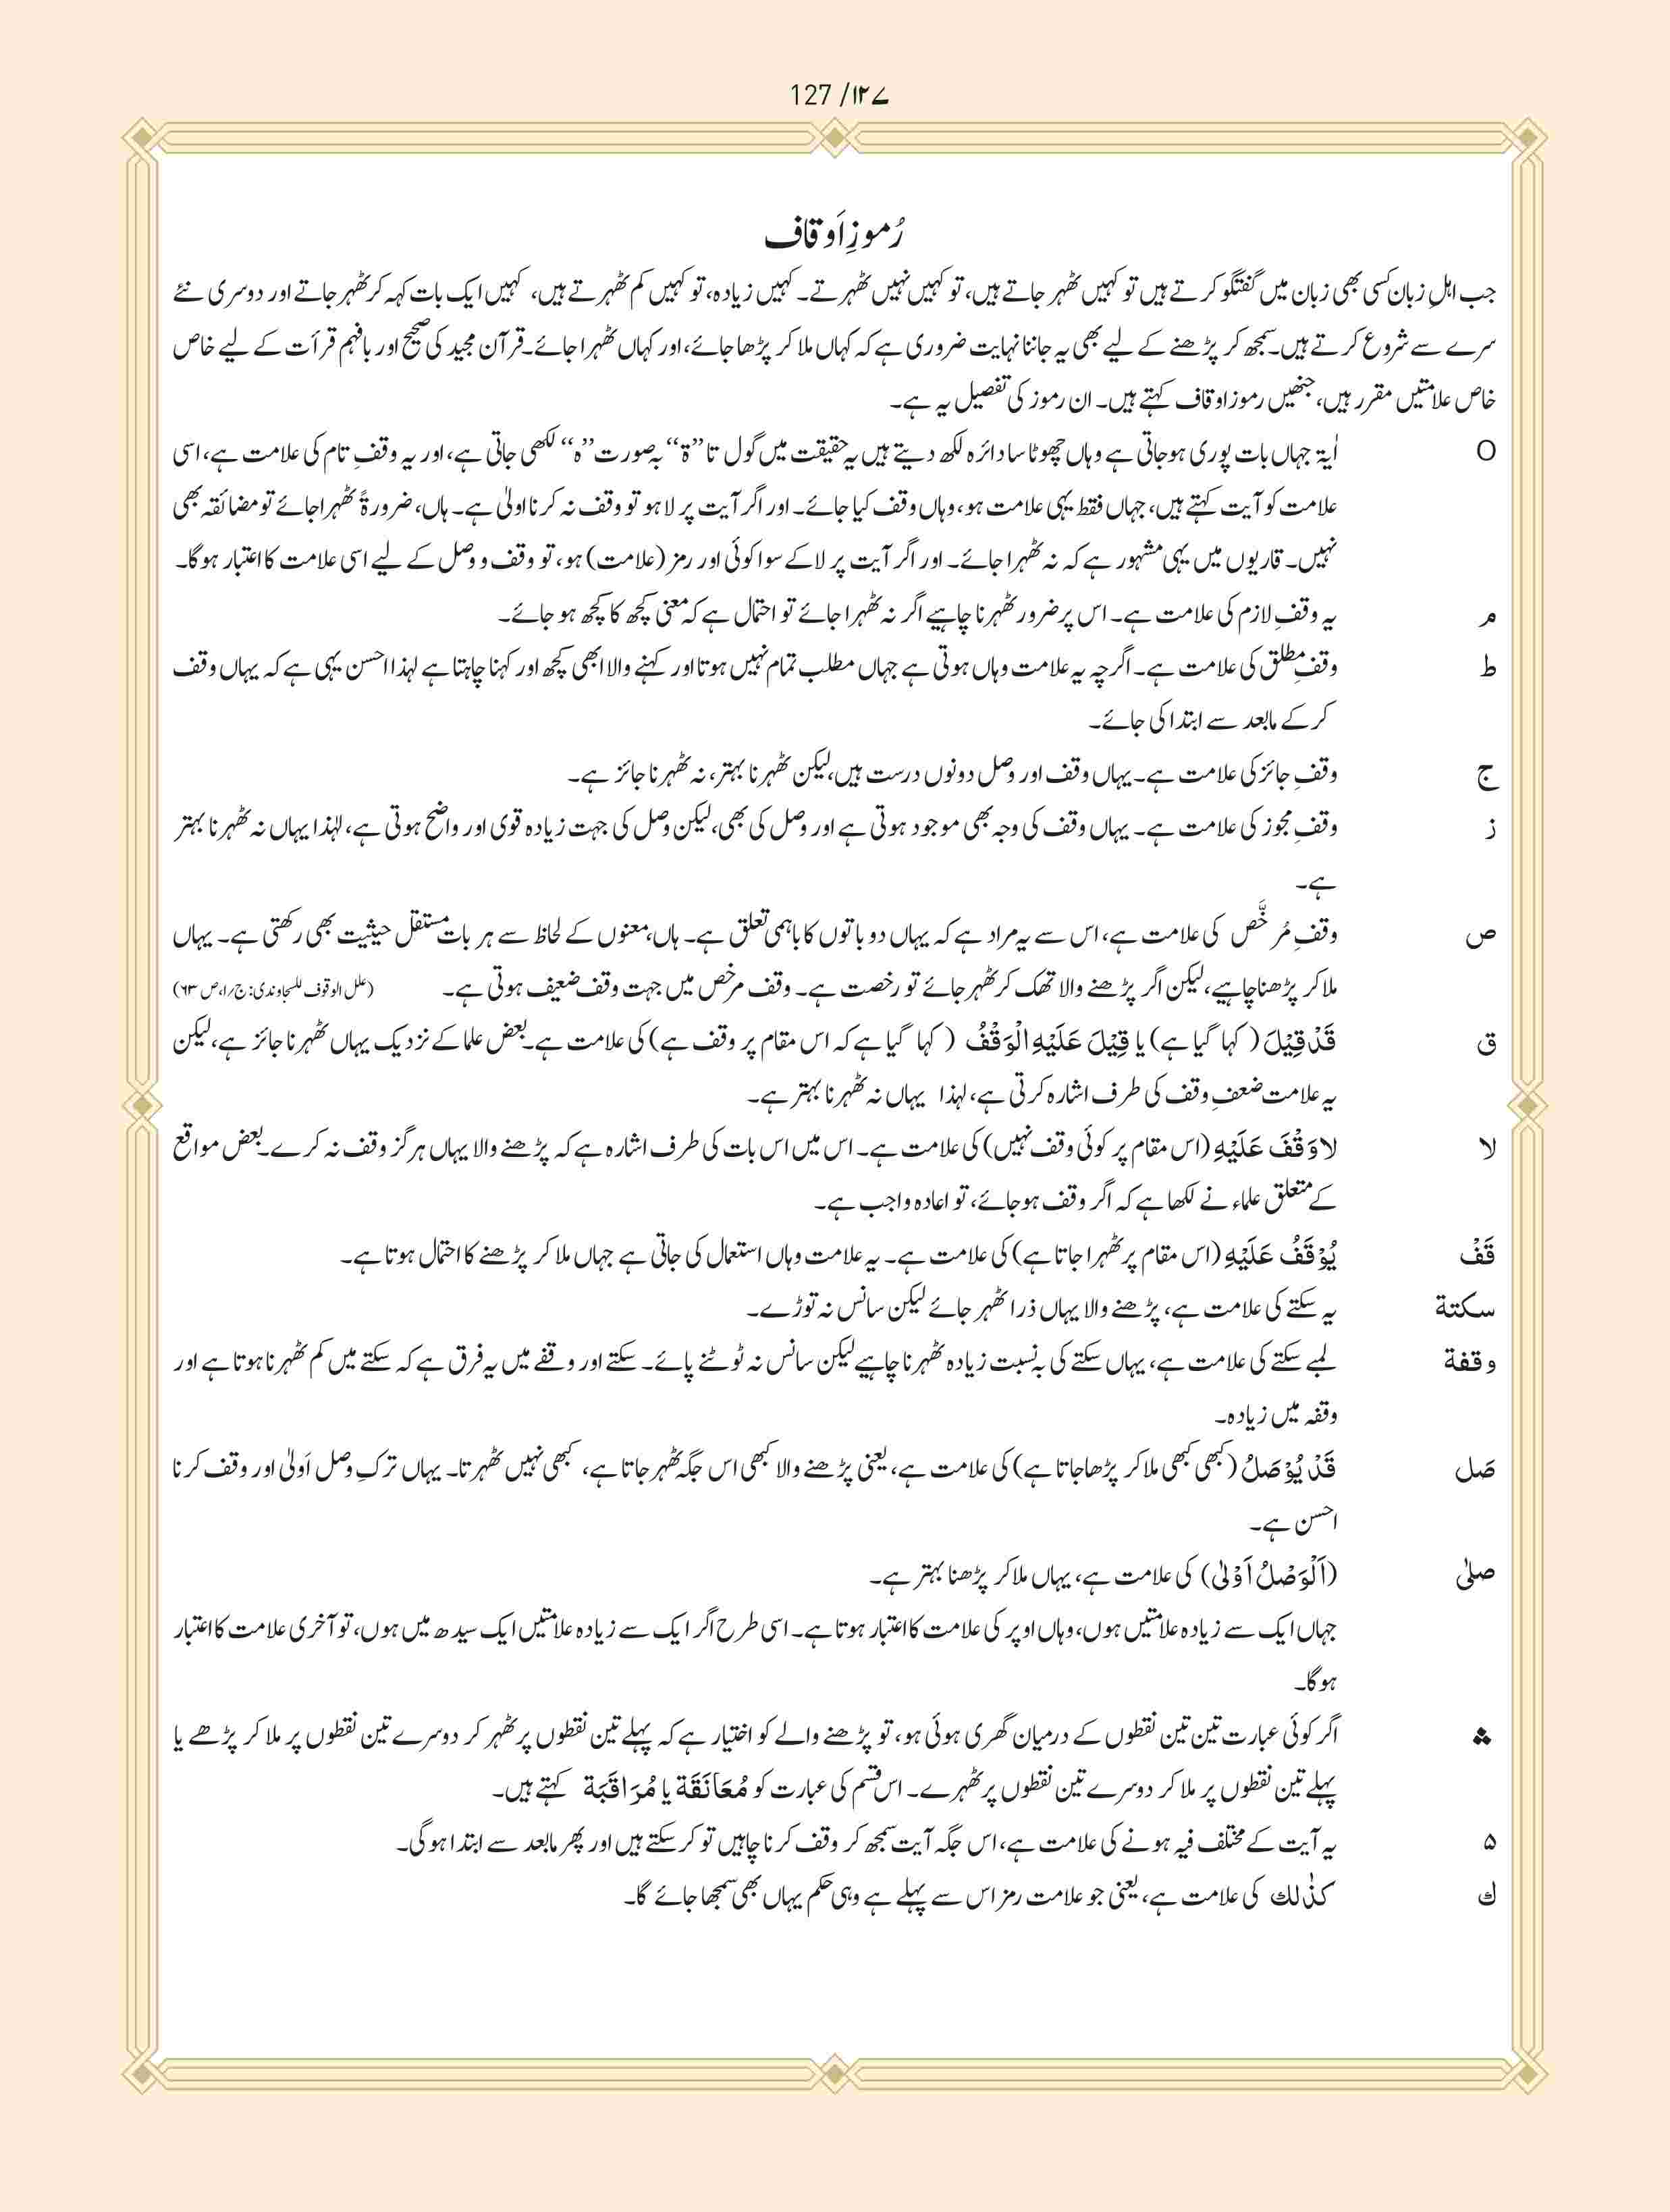 127 /۱۲۷
رُموزِ اَوقاف
جب اہلِ زبان کسی بھی زبان میں گفتگو کرتے ہیں تو کہیں ٹھہر جاتے ہیں، تو کہیں نہیں ٹھہرتے۔ کہیں زیادہ، تو کہیں کم ٹھہرتے ہیں، کہیں ایک بات کہہ کر ٹھہر جاتے اور دوسری نئے
سرے سے شروع کرتے ہیں۔ سمجھ کر پڑھنے کے لیے بھی یہ جاننا نہایت ضروری ہے کہ کہاں ملا کر پڑھا جائے، اور کہاں ٹھہرا جائے۔ قرآن مجید کی صحیح اور بافہم قرأت کے لیے خاص
خاص علامتیں مقرر ہیں، جنھیں رموز اوقاف کہتے ہیں۔ ان رموز کی تفصیل یہ ہے۔
O اٰیۃ جہاں بات پوری ہوجاتی ہے وہاں چھوٹا سا دائرہ لکھ دیتے ہیں یہ حقیقت میں گول تا ”ۃ“ بہ صورت ”ہ“ لکھی جاتی ہے، اور یہ وقفِ تام کی علامت ہے، اسی
علامت کو آیت کہتے ہیں، جہاں فقط یہی علامت ہو، وہاں وقف کیا جائے۔ اور اگر آیت پر لا ہو تو وقف نہ کرنا اولیٰ ہے۔ ہاں، ضرورۃً ٹھہرا جائے تو مضائقہ بھی
نہیں۔ قاریوں میں یہی مشہور ہے کہ نہ ٹھہرا جائے۔ اور اگر آیت پر لا کے سوا کوئی اور رمز (علامت) ہو، تو وقف و وصل کے لیے اسی علامت کا اعتبار ہوگا۔
م یہ وقفِ لازم کی علامت ہے۔ اس پر ضرور ٹھہرنا چاہیے اگر نہ ٹھہرا جائے تو احتمال ہے کہ معنی کچھ کا کچھ ہو جائے۔
ط وقفِ مطلق کی علامت ہے۔ اگرچہ یہ علامت وہاں ہوتی ہے جہاں مطلب تمام نہیں ہوتا اور کہنے والا ابھی کچھ اور کہنا چاہتا ہے لہذا احسن یہی ہے کہ یہاں وقف
کر کے مابعد سے ابتدا کی جائے۔
ج وقفِ جائز کی علامت ہے۔ یہاں وقف اور وصل دونوں درست ہیں، لیکن ٹھہرنا بہتر، نہ ٹھہرنا جائز ہے۔
ز وقفِ مجوز کی علامت ہے۔ یہاں وقف کی وجہ بھی موجود ہوتی ہے اور وصل کی بھی، لیکن وصل کی جہت زیادہ قوی اور واضح ہوتی ہے، لہٰذا یہاں نہ ٹھہرنا بہتر
ہے۔
ص وقفِ مُرخَّص کی علامت ہے، اس سے یہ مراد ہے کہ یہاں دو باتوں کا باہمی تعلق ہے۔ ہاں، معنوں کے لحاظ سے ہر بات مستقل حیثیت بھی رکھتی ہے۔ یہاں
ملا کر پڑھنا چاہیے، لیکن اگر پڑھنے والا تھک کر ٹھہر جائے تو رخصت ہے۔ وقف مرخص میں جہت وقف ضعیف ہوتی ہے۔ (علل الوقوف للسجاوندی: ج/۱، ص ۶۳)
ق قَدْ قِیْلَ ( کہا گیا ہے) یا قِیْلَ عَلَیْهِ الْوَقْفُ ( کہا گیا ہے کہ اس مقام پر وقف ہے) کی علامت ہے۔ بعض علما کے نزدیک یہاں ٹھہرنا جائز ہے، لیکن
یہ علامت ضعفِ وقف کی طرف اشارہ کرتی ہے، لہذا یہاں نہ ٹھہرنا بہتر ہے۔
لا لا وَقْفَ عَلَیْهِ (اس مقام پر کوئی وقف نہیں) کی علامت ہے۔ اس میں اس بات کی طرف اشارہ ہے کہ پڑھنے والا یہاں ہرگز وقف نہ کرے۔ بعض مواقع
کے متعلق علماء نے لکھا ہے کہ اگر وقف ہوجائے، تو اعادہ واجب ہے۔
قَفْ یُوْقَفُ عَلَیْهِ (اس مقام پر ٹھہرا جاتا ہے) کی علامت ہے۔ یہ علامت وہاں استعمال کی جاتی ہے جہاں ملا کر پڑھنے کا احتمال ہوتا ہے۔
سکتة یہ سکتے کی علامت ہے، پڑھنے والا یہاں ذرا ٹھہر جائے لیکن سانس نہ توڑے۔
وقفة لمبے سکتے کی علامت ہے، یہاں سکتے کی بہ نسبت زیادہ ٹھہرنا چاہیے لیکن سانس نہ ٹوٹنے پائے۔ سکتے اور وقفے میں یہ فرق ہے کہ سکتے میں کم ٹھہرنا ہوتا ہے اور
وقفہ میں زیادہ۔
صَل قَدْ یُوْصَلُ (کبھی کبھی ملا کر پڑھا جاتا ہے) کی علامت ہے، یعنی پڑھنے والا کبھی اس جگہ ٹھہر جاتا ہے، کبھی نہیں ٹھہرتا۔ یہاں ترکِ وصل اَولیٰ اور وقف کرنا
احسن ہے۔
صلیٰ (اَلْوَصْلُ اَوْلیٰ) کی علامت ہے، یہاں ملا کر پڑھنا بہتر ہے۔
جہاں ایک سے زیادہ علامتیں ہوں، وہاں اوپر کی علامت کا اعتبار ہوتا ہے۔ اسی طرح اگر ایک سے زیادہ علامتیں ایک سیدھ میں ہوں، تو آخری علامت کا اعتبار
ہوگا۔
∴ اگر کوئی عبارت تین تین نقطوں کے درمیان گھری ہوئی ہو، تو پڑھنے والے کو اختیار ہے کہ پہلے تین نقطوں پر ٹھہر کر دوسرے تین نقطوں پر ملا کر پڑھے یا
پہلے تین نقطوں پر ملا کر دوسرے تین نقطوں پر ٹھہرے۔ اس قسم کی عبارت کو مُعَانَقَة یا مُرَاقَبَة کہتے ہیں۔
۵ یہ آیت کے مختلف فیہ ہونے کی علامت ہے، اس جگہ آیت سمجھ کر وقف کرنا چاہیں تو کرسکتے ہیں اور پھر مابعد سے ابتدا ہوگی۔
ك کذٰلك کی علامت ہے، یعنی جو علامت رمز اس سے پہلے ہے وہی حکم یہاں بھی سمجھا جائے گا۔